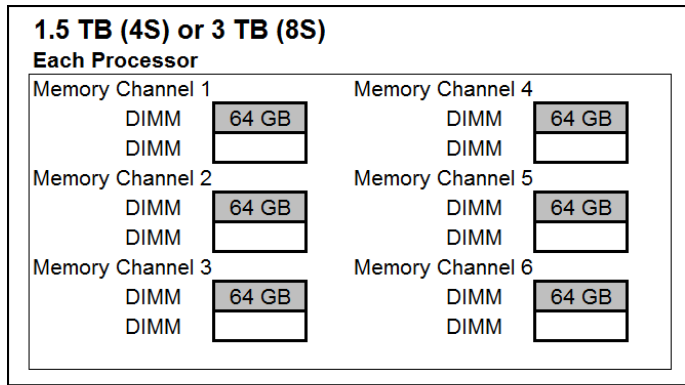 1.5 TB (4S) or 3 TB (8S)
Each Processor
Memory Channel 1 Memory Channel 4
DIMM 64 GB DIMM 64 GB
DIMM DIMM
Memory Channel 2 Memory Channel 5
DIMM 64 GB DIMM 64 GB
DIMM DIMM
Memory Channel 3 Memory Channel 6
DIMM 64 GB DIMM 64 GB
DIMM DIMM